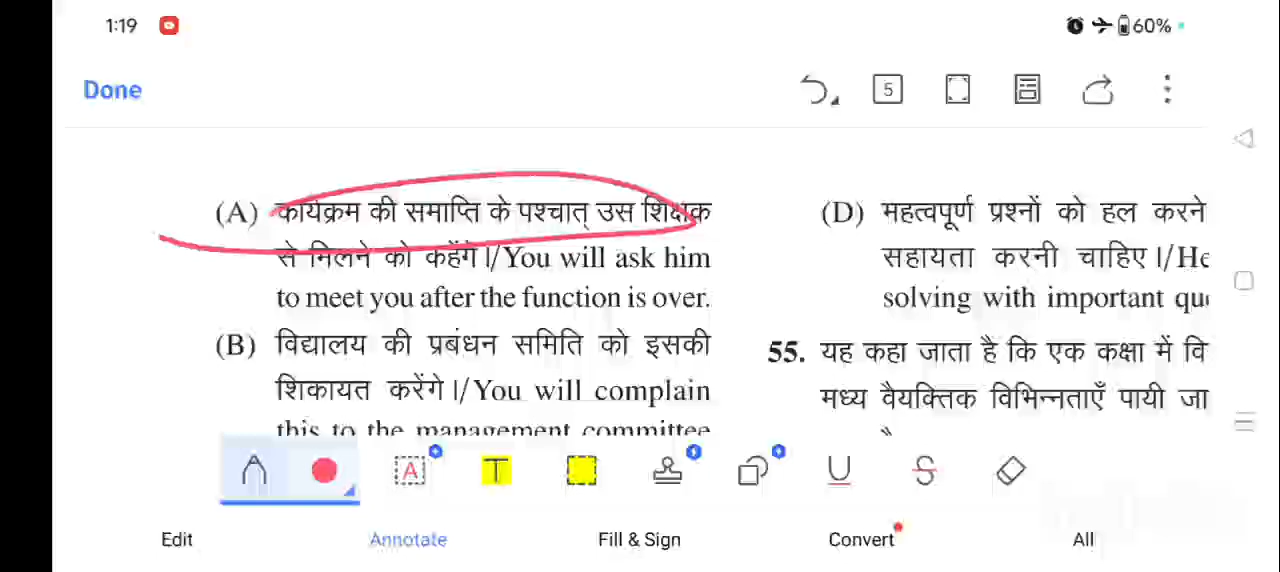 1:19
60%
Done
5
(A) कार्यक्रम की समाप्ति के पश्चात् उस शिक्षक
से मिलने को कहेंगे।/You will ask him
to meet you after the function is over.
(B) विद्यालय की प्रबंधन समिति को इसकी
शिकायत करेंगे।/You will complain
this to the management committee
(D) महत्वपूर्ण प्रश्नों को हल करने
सहायता करनी चाहिए।/He
solving with important qu
55. यह कहा जाता है कि एक कक्षा में वि
मध्य वैयक्तिक विभिन्नताएँ पायी जा
A T U S
Edit Annotate Fill & Sign Convert All